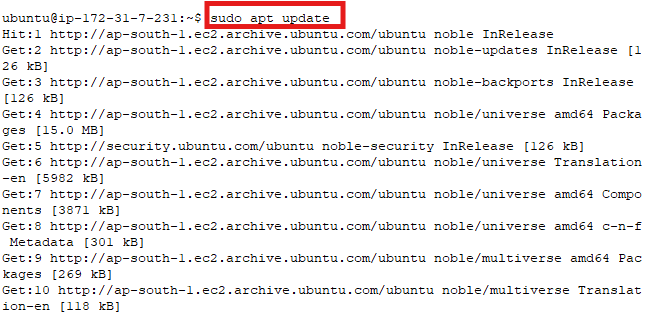 ubuntu@ip-172-31-7-231:~$ sudo apt update
Hit:1 http://ap-south-1.ec2.archive.ubuntu.com/ubuntu noble InRelease
Get:2 http://ap-south-1.ec2.archive.ubuntu.com/ubuntu noble-updates InRelease [1
26 kB]
Get:3 http://ap-south-1.ec2.archive.ubuntu.com/ubuntu noble-backports InRelease
[126 kB]
Get:4 http://ap-south-1.ec2.archive.ubuntu.com/ubuntu noble/universe amd64 Packa
ges [15.0 MB]
Get:5 http://security.ubuntu.com/ubuntu noble-security InRelease [126 kB]
Get:6 http://ap-south-1.ec2.archive.ubuntu.com/ubuntu noble/universe Translation
-en [5982 kB]
Get:7 http://ap-south-1.ec2.archive.ubuntu.com/ubuntu noble/universe amd64 Compo
nents [3871 kB]
Get:8 http://ap-south-1.ec2.archive.ubuntu.com/ubuntu noble/universe amd64 c-n-f
 Metadata [301 kB]
Get:9 http://ap-south-1.ec2.archive.ubuntu.com/ubuntu noble/multiverse amd64 Pac
kages [269 kB]
Get:10 http://ap-south-1.ec2.archive.ubuntu.com/ubuntu noble/multiverse Translat
ion-en [118 kB]